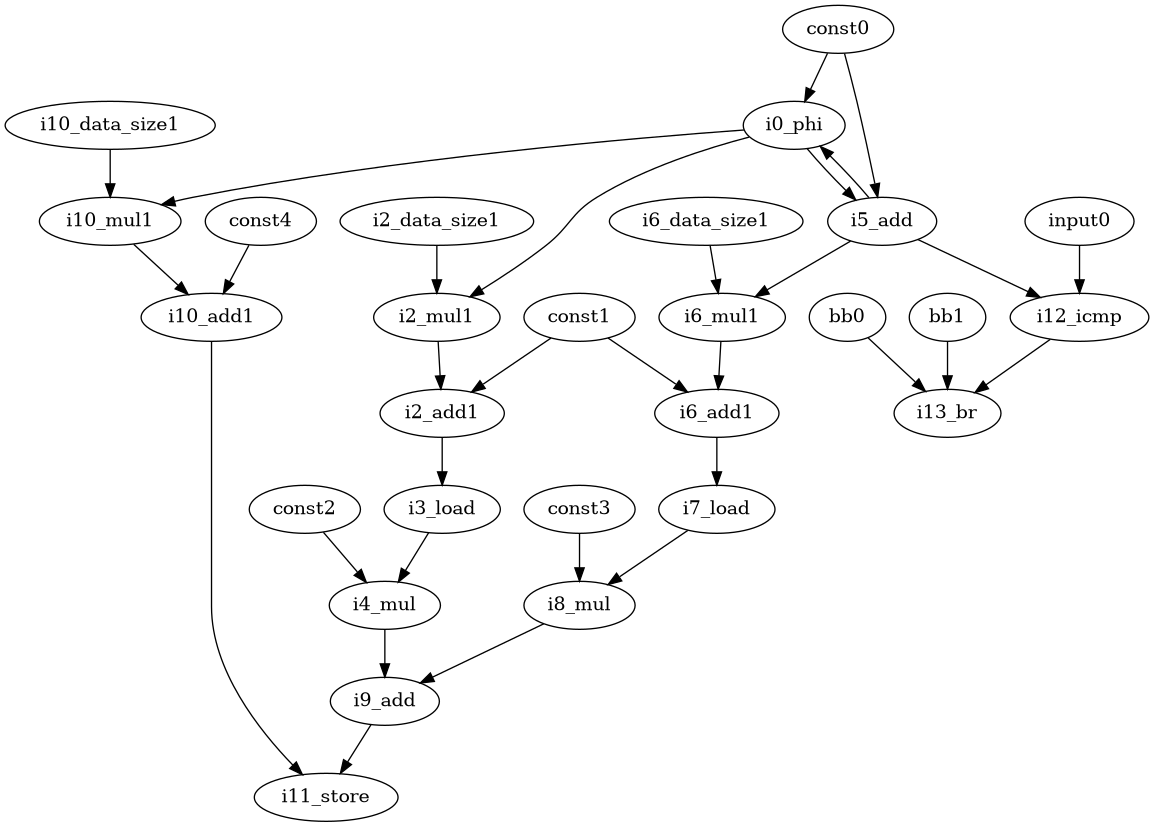 const0
i10_data_size1
i0_phi
i10_mul1
const4
i2_data_size1
i6_data_size1
i5_add
input0
i10_add1
i2_mul1
const1
i6_mul1
bb0
bb1
i12_icmp
i2_add1
i6_add1
i13_br
const2
i3_load
const3
i7_load
i4_mul
i8_mul
i9_add
i11_store